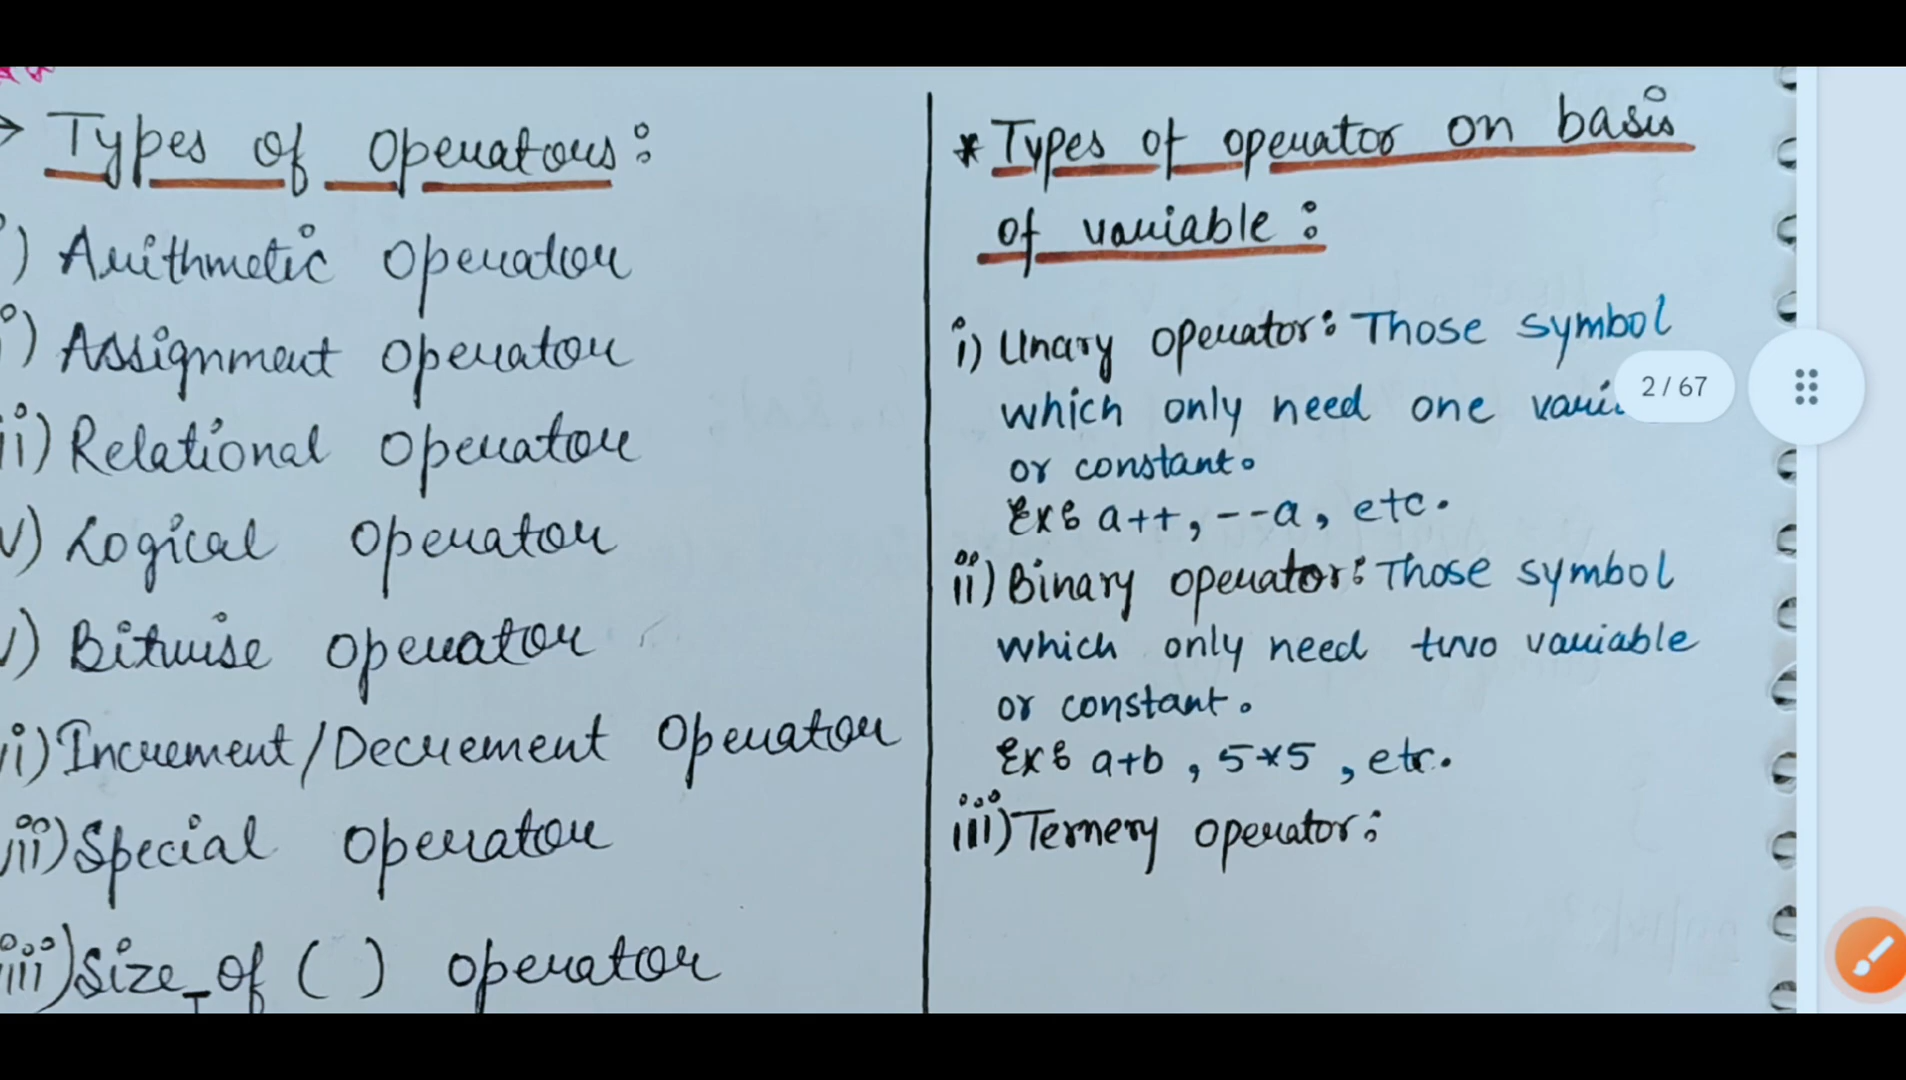 → Types of operators:
i) Arithmetic operator
i) Assignment operator
ii) Relational operator
v) Logical operator
v) Bitwise operator
vi) Increment/Decrement operator
vii) Special operator
viii) Size_of ( ) operator
* Types of operator on basis
of variable:
i) Unary operator: Those symbol
which only need one
or constant.
Ex: a++, --a, etc.
ii) Binary operator: Those symbol
which only need two variable
or constant.
Ex: a+b, 5*5, etc.
iii) Ternery operator:
2 / 67